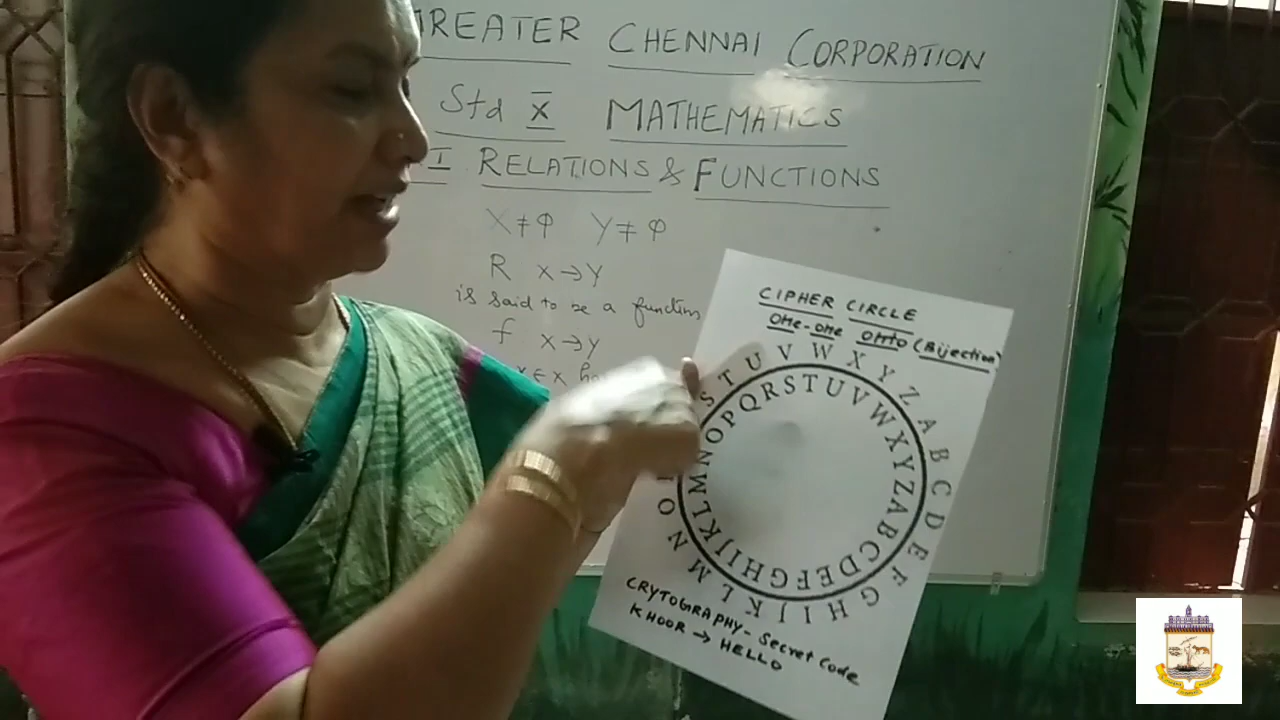 GREATER CHENNAI CORPORATION
Std X MATHEMATICS
I RELATIONS & FUNCTIONS
X ≠ φ Y ≠ φ
R X → Y
is said to be a function
f X → Y
x ∈ X
CIPHER CIRCLE
One-One Onto (Bijection)
S T U V W X Y Z A B C D E F G H I J K L M N O
O P Q R S T U V W X Y Z A B C D E F G H I J K L M N
CRYTOGRAPHY - Secret Code
KHOOR → HELLO